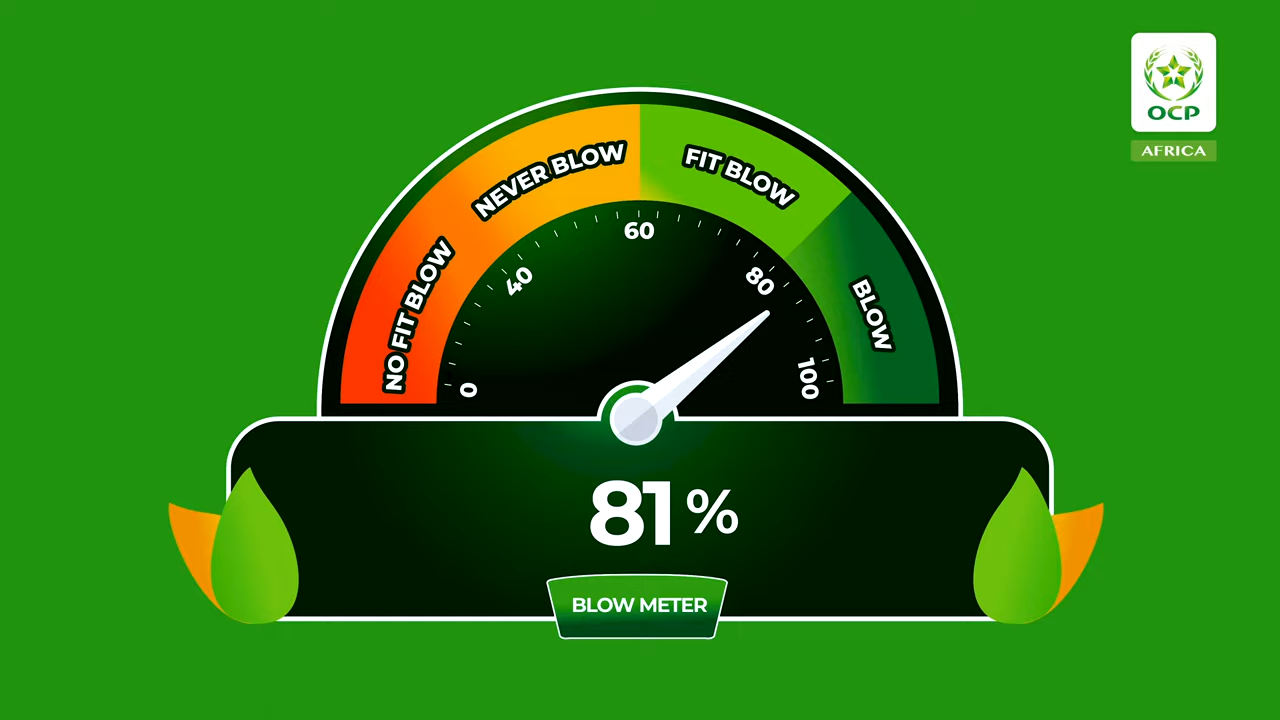 OCP
AFRICA
NO FIT BLOW
NEVER BLOW
FIT BLOW
BLOW
0
40
60
80
100
81 %
BLOW METER